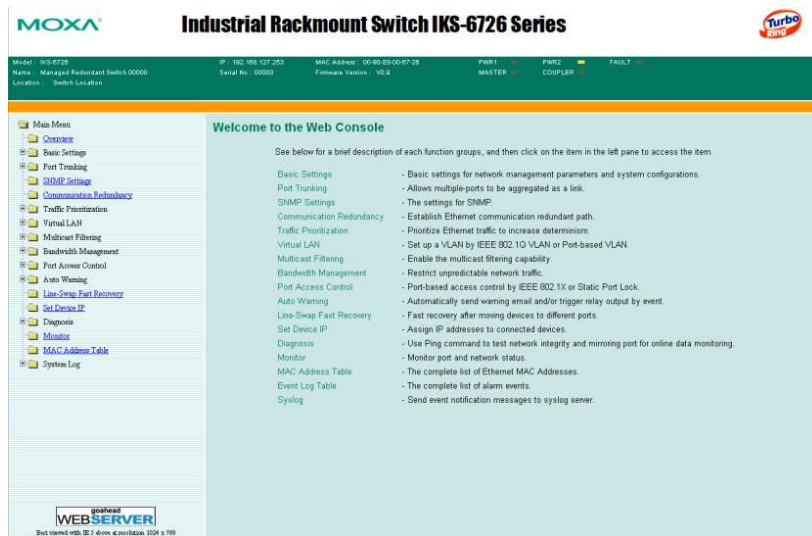 MOXA
Industrial Rackmount Switch IKS-6726 Series
Turbo Ring
Model : IKS-6726
Name : Managed Redundant Switch 00000
Location : Switch Location
IP : 192.168.127.253
Serial No : 00000
MAC Address : 00-90-E8-00-67-26
Firmware Version : V0.9
PWR1
PWR2
FAULT
MASTER
COUPLER
Main Menu
Overview
Basic Settings
Port Trunking
SNMP Settings
Communication Redundancy
Traffic Prioritization
Virtual LAN
Multicast Filtering
Bandwidth Management
Port Access Control
Auto Warning
Line-Swap Fast Recovery
Set Device IP
Diagnosis
Monitor
MAC Address Table
System Log
goahead
WEBSERVER
Best viewed with IE 5 above at resolution 1024 x 768
Welcome to the Web Console
See below for a brief description of each function groups, and then click on the item in the left pane to access the item.
Basic Settings - Basic settings for network management parameters and system configurations.
Port Trunking - Allows multiple-ports to be aggregated as a link.
SNMP Settings - The settings for SNMP.
Communication Redundancy - Establish Ethernet communication redundant path.
Traffic Prioritization - Prioritize Ethernet traffic to increase determinism.
Virtual LAN - Set up a VLAN by IEEE 802.1Q VLAN or Port-based VLAN.
Multicast Filtering - Enable the multicast filtering capability.
Bandwidth Management - Restrict unpredictable network traffic.
Port Access Control - Port-based access control by IEEE 802.1X or Static Port Lock.
Auto Warning - Automatically send warning email and/or trigger relay output by event.
Line-Swap Fast Recovery - Fast recovery after moving devices to different ports.
Set Device IP - Assign IP addresses to connected devices.
Diagnosis - Use Ping command to test network integrity and mirroring port for online data monitoring.
Monitor - Monitor port and network status.
MAC Address Table - The complete list of Ethernet MAC Addresses.
Event Log Table - The complete list of alarm events.
Syslog - Send event notification messages to syslog server.